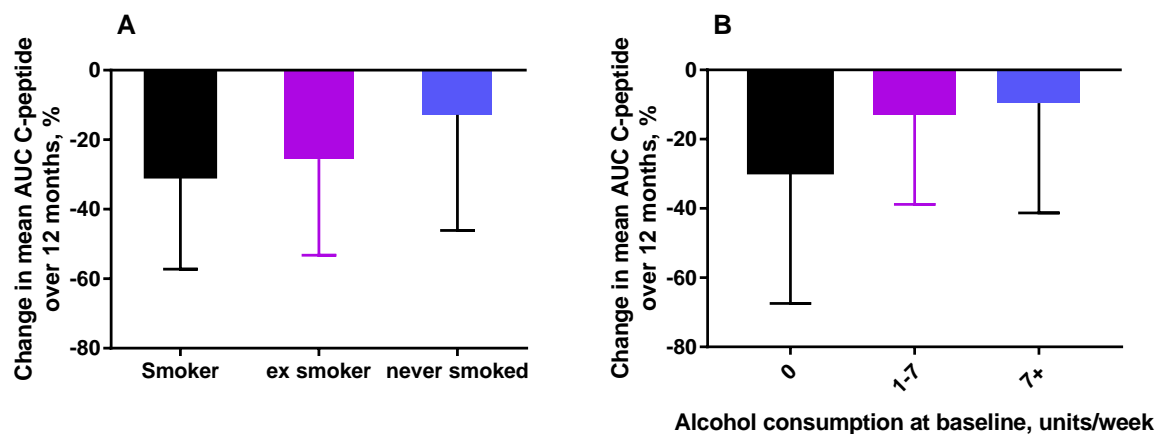 A
Change in mean AUC C-peptide
over 12 months, %
0
-20
-40
-60
-80
Smoker
ex smoker
never smoked
B
Change in mean AUC C-peptide
over 12 months, %
0
-20
-40
-60
-80
0
1-7
7+
Alcohol consumption at baseline, units/week